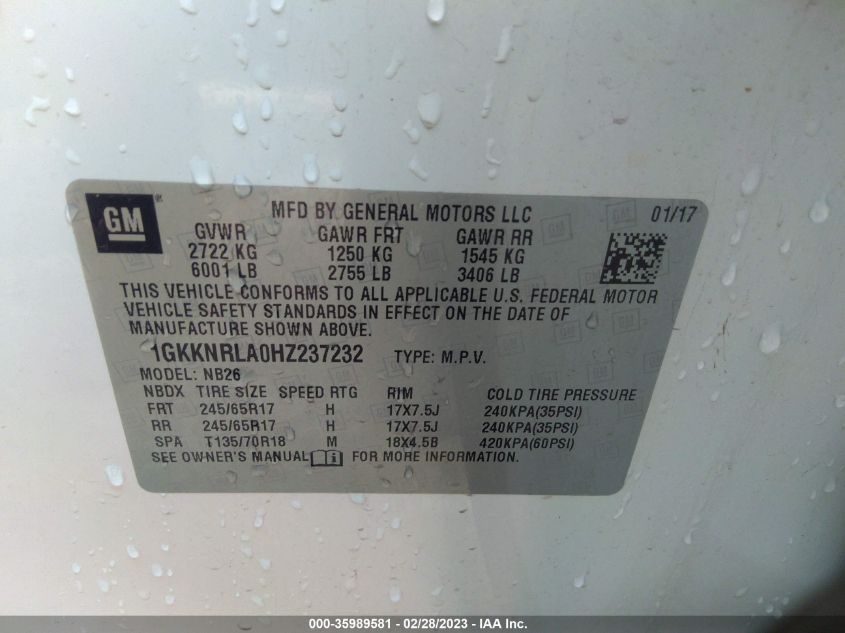 GM ® MFD BY GENERAL MOTORS LLC 01/17
GVWR GAWR FRT GAWR RR
2722 KG 1250 KG 1545 KG
6001 LB 2755 LB 3406 LB
THIS VEHICLE CONFORMS TO ALL APPLICABLE U.S. FEDERAL MOTOR
VEHICLE SAFETY STANDARDS IN EFFECT ON THE DATE OF
MANUFACTURE SHOWN ABOVE.
1GKKNRLA0HZ237232 TYPE: M.P.V.
MODEL: NB26
NBDX TIRE SIZE SPEED RTG RIM COLD TIRE PRESSURE
FRT 245/65R17 H 17X7.5J 240KPA(35PSI)
RR 245/65R17 H 17X7.5J 240KPA(35PSI)
SPA T135/70R18 M 18X4.5B 420KPA(60PSI)
SEE OWNER'S MANUAL i FOR MORE INFORMATION.
000-35989581 - 02/28/2023 - IAA Inc.